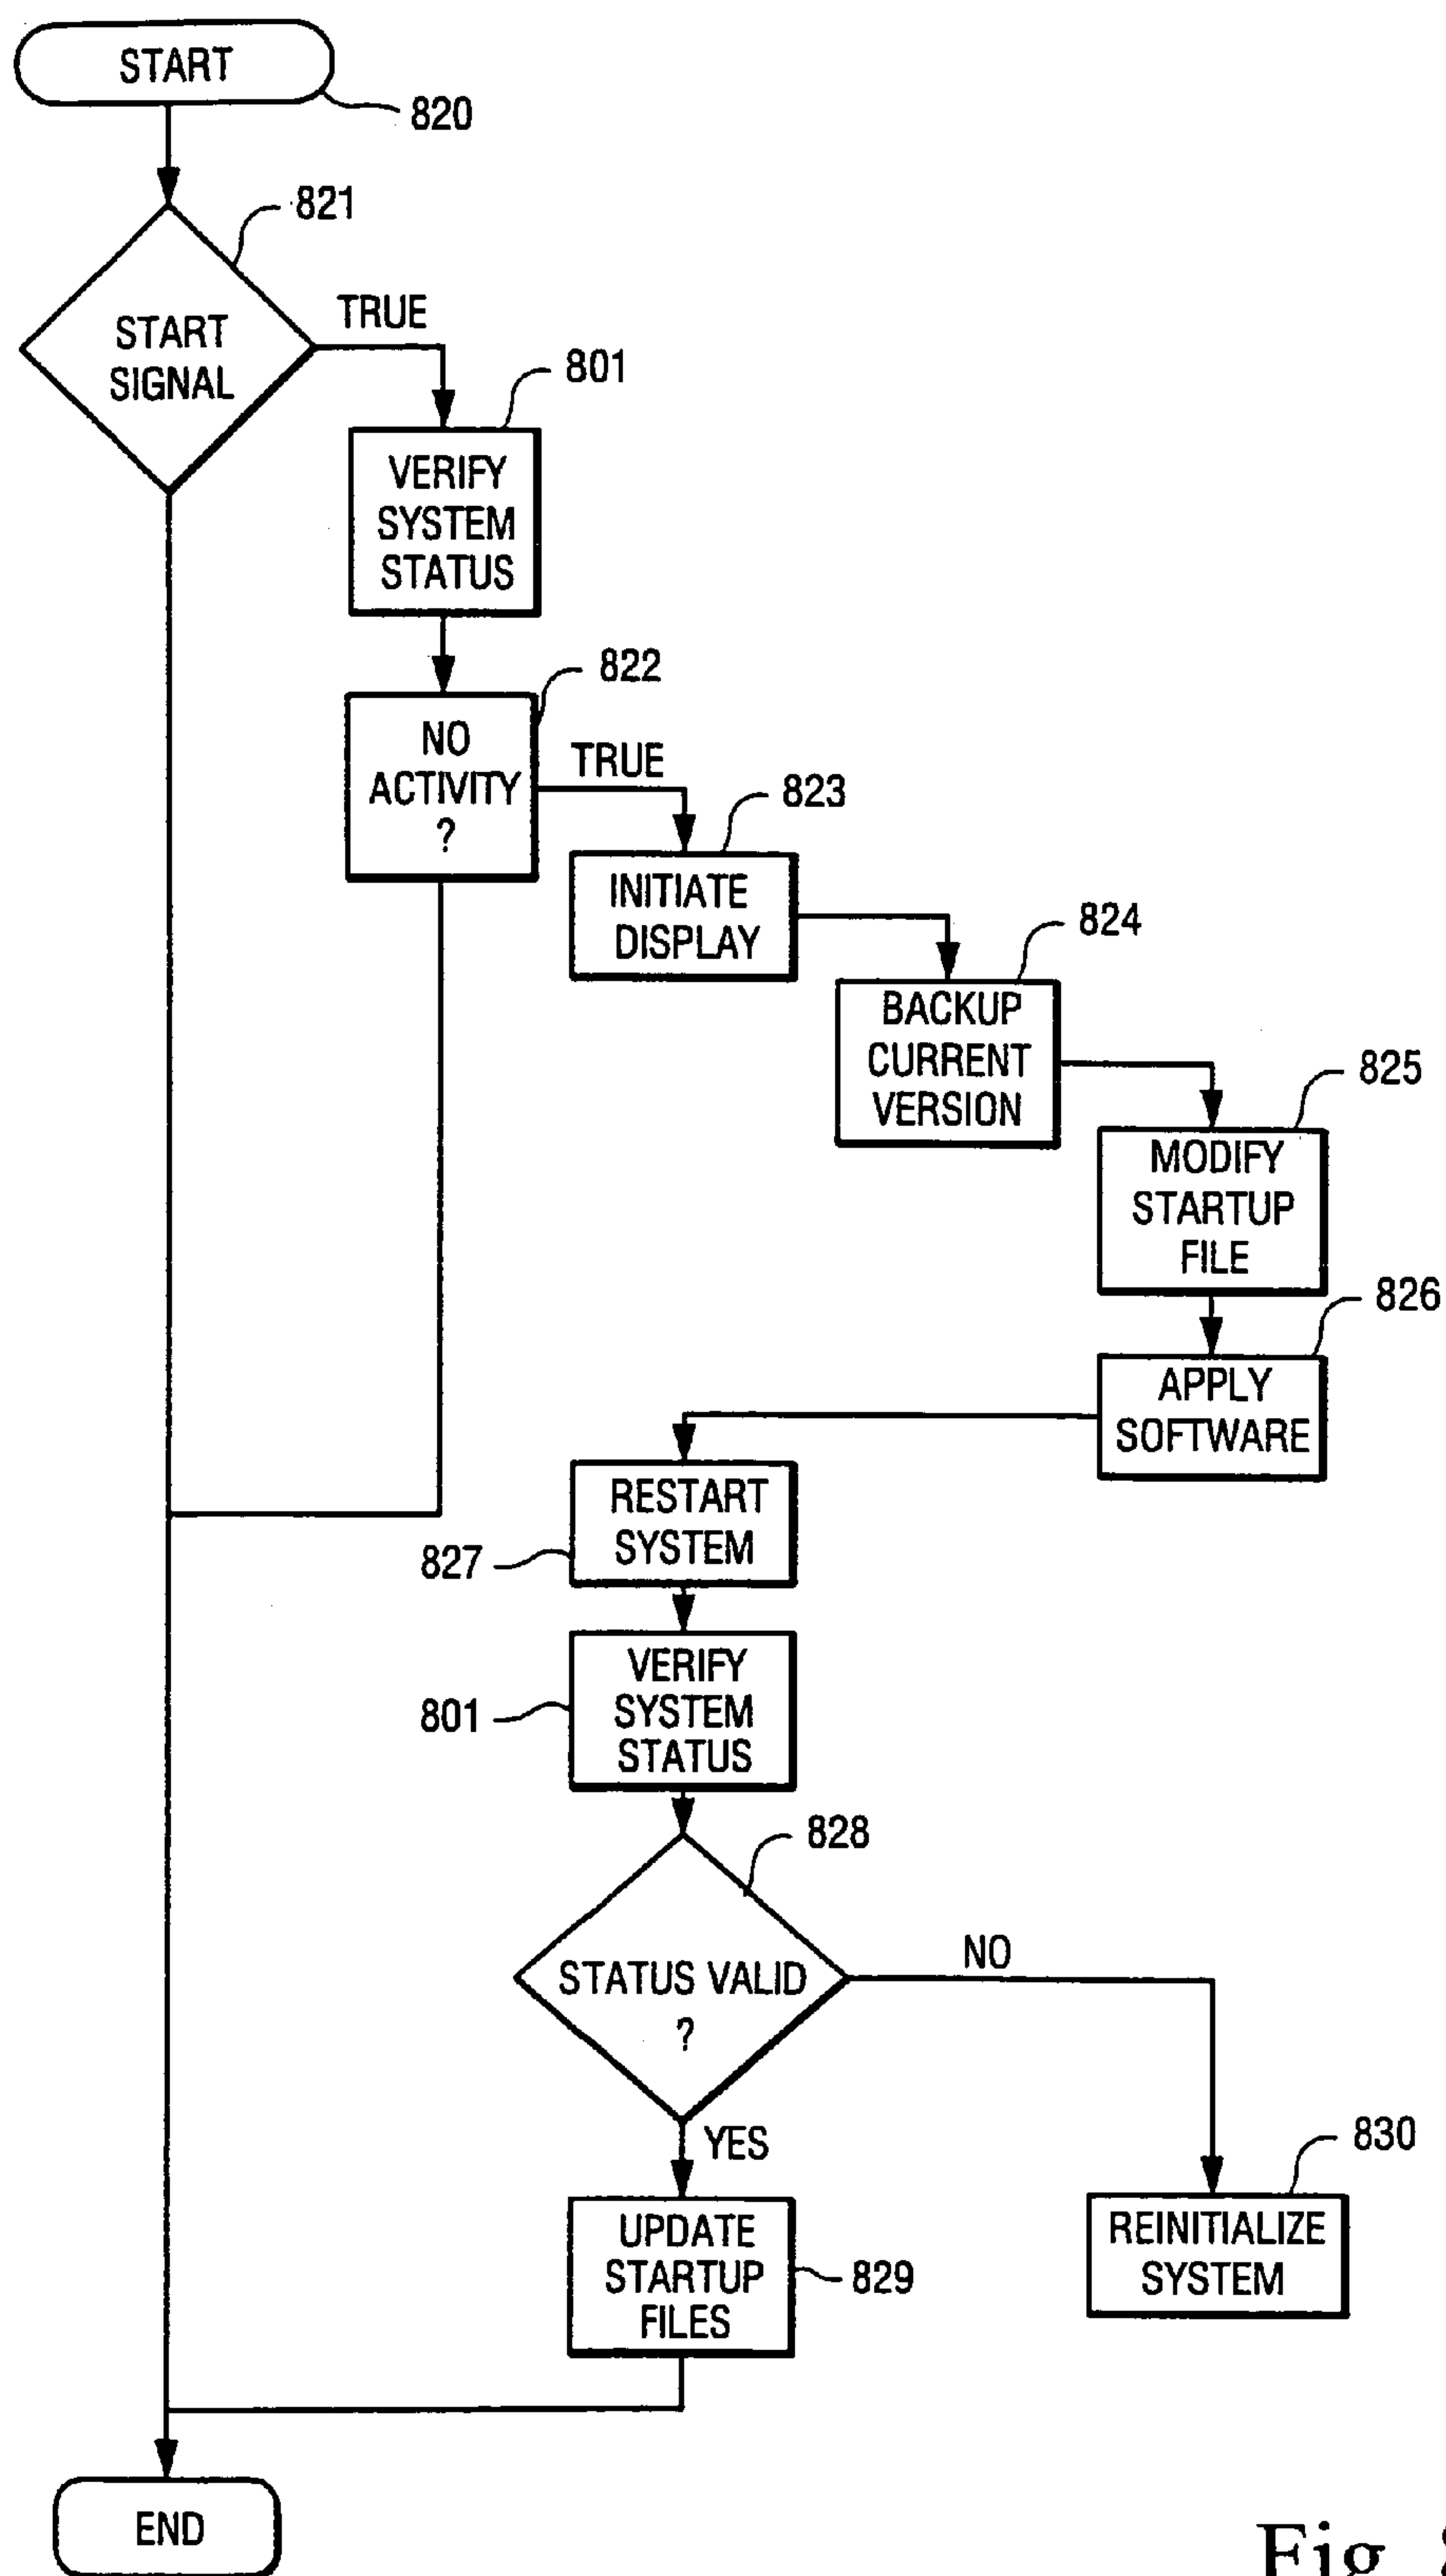 START
820
821
START
SIGNAL
TRUE
801
VERIFY
SYSTEM
STATUS
822
NO
ACTIVITY
?
TRUE
823
INITIATE
DISPLAY
824
BACKUP
CURRENT
VERSION
825
MODIFY
STARTUP
FILE
826
APPLY
SOFTWARE
RESTART
SYSTEM
827
VERIFY
SYSTEM
STATUS
801
828
STATUS VALID
?
NO
YES
830
REINITIALIZE
SYSTEM
UPDATE
STARTUP
FILES
829
END
Fig